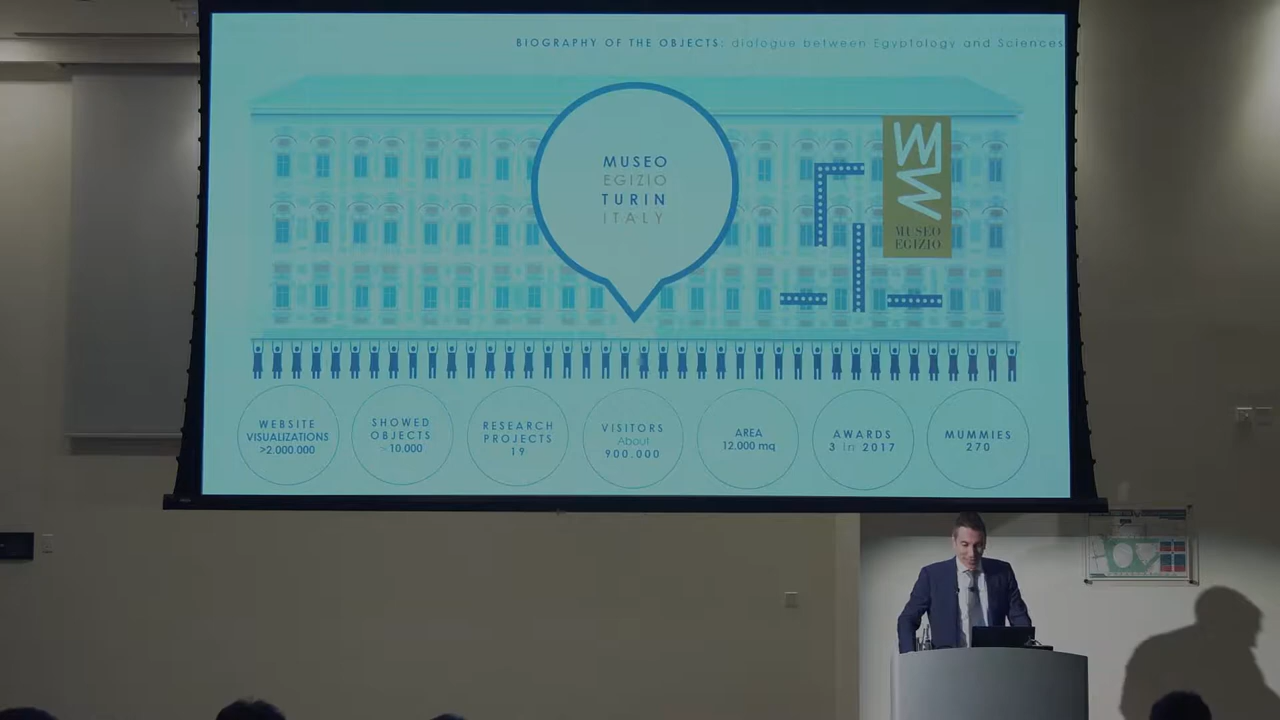 BIOGRAPHY OF THE OBJECTS: dialogue between Egyptology and Sciences
MUSEO
EGIZIO
TURIN
ITALY
MUSEO
EGIZIO
WEBSITE
VISUALIZATIONS
>2.000.000
SHOWED
OBJECTS
~10.000
RESEARCH
PROJECTS
19
VISITORS
About
900.000
AREA
12.000 mq
AWARDS
3 in 2017
MUMMIES
270